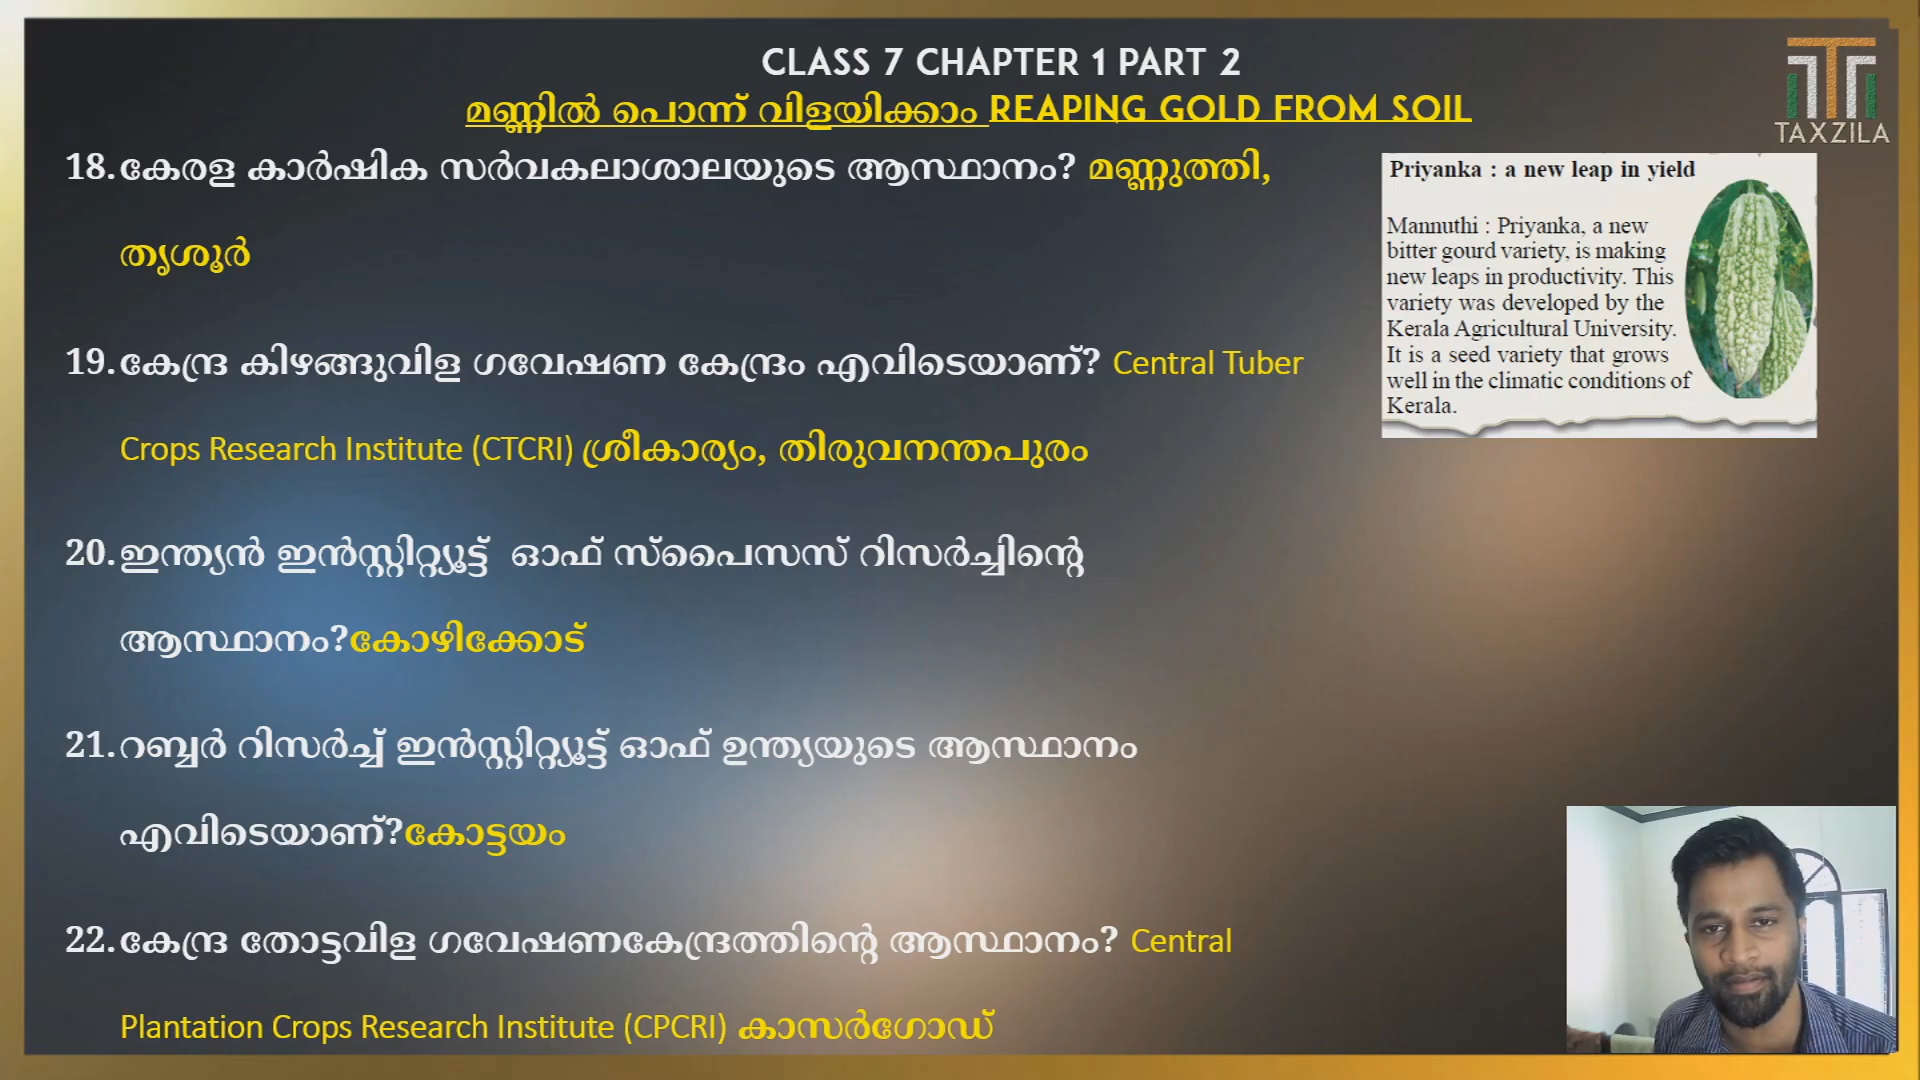 CLASS 7 CHAPTER 1 PART 2
മണ്ണിൽ പൊന്ന് വിളയിക്കാം REAPING GOLD FROM SOIL
TAXZILA
18. കേരള കാർഷിക സർവകലാശാലയുടെ ആസ്ഥാനം? മണ്ണുത്തി,
തൃശൂർ
19. കേന്ദ്ര കിഴങ്ങുവിള ഗവേഷണ കേന്ദ്രം എവിടെയാണ്? Central Tuber
Crops Research Institute (CTCRI) ശ്രീകാര്യം, തിരുവനന്തപുരം
20. ഇന്ത്യൻ ഇൻസ്റ്റിറ്റ്യൂട്ട് ഓഫ് സ്പൈസസ് റിസർച്ചിന്റെ
ആസ്ഥാനം?കോഴിക്കോട്
21. റബ്ബർ റിസർച്ച് ഇൻസ്റ്റിറ്റ്യൂട്ട് ഓഫ് ഉന്ത്യയുടെ ആസ്ഥാനം
എവിടെയാണ്?കോട്ടയം
22. കേന്ദ്ര തോട്ടവിള ഗവേഷണകേന്ദ്രത്തിന്റെ ആസ്ഥാനം? Central
Plantation Crops Research Institute (CPCRI) കാസർഗോഡ്
Priyanka : a new leap in yield
Mannuthi : Priyanka, a new
bitter gourd variety, is making
new leaps in productivity. This
variety was developed by the
Kerala Agricultural University.
It is a seed variety that grows
well in the climatic conditions of
Kerala.